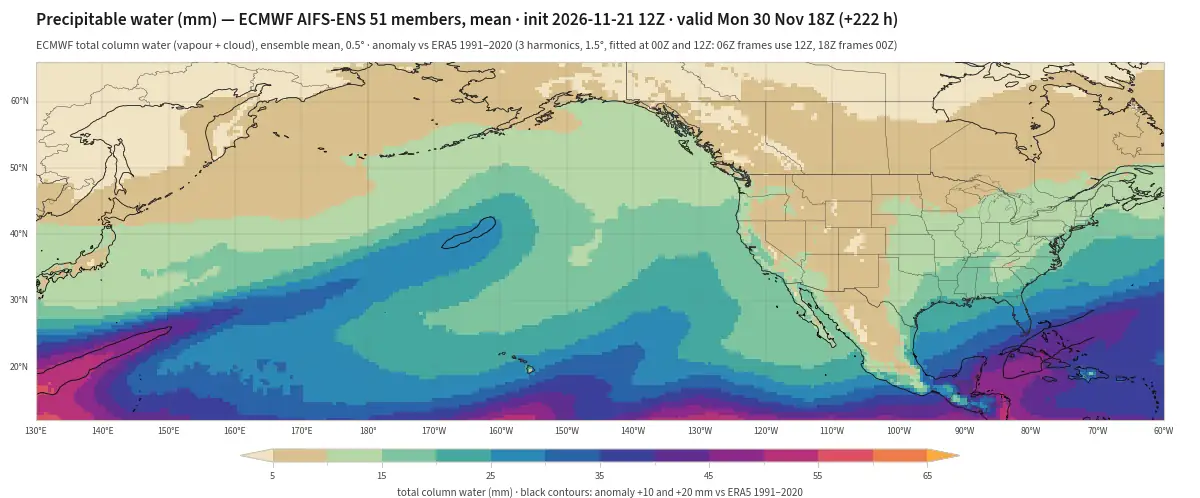 Precipitable water (mm) — ECMWF AIFS-ENS 51 members, mean · init 2026-11-21 12Z · valid Mon 30 Nov 18Z (+222 h)
ECMWF total column water (vapour + cloud), ensemble mean, 0.5° · anomaly vs ERA5 1991–2020 (3 harmonics, 1.5°, fitted at 00Z and 12Z: 06Z frames use 12Z, 18Z frames 00Z)
60°N
50°N
40°N
30°N
20°N
130°E 140°E 150°E 160°E 170°E 180° 170°W 160°W 150°W 140°W 130°W 120°W 110°W 100°W 90°W 80°W 70°W 60°W
5 15 25 35 45 55 65
total column water (mm) · black contours: anomaly +10 and +20 mm vs ERA5 1991–2020